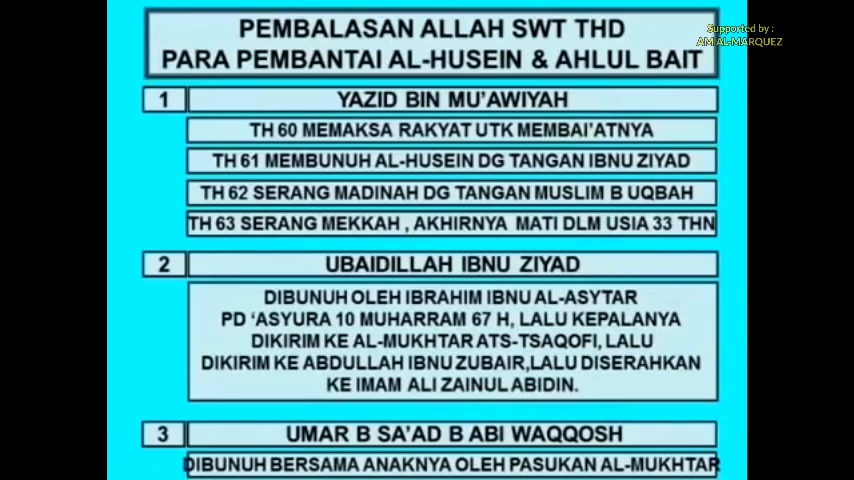 PEMBALASAN ALLAH SWT THD
PARA PEMBANTAI AL-HUSEIN & AHLUL BAIT
Supported by :
AM AL-MARQUEZ
1 YAZID BIN MU'AWIYAH
TH 60 MEMAKSA RAKYAT UTK MEMBAI'ATNYA
TH 61 MEMBUNUH AL-HUSEIN DG TANGAN IBNU ZIYAD
TH 62 SERANG MADINAH DG TANGAN MUSLIM B UQBAH
TH 63 SERANG MEKKAH , AKHIRNYA MATI DLM USIA 33 THN
2 UBAIDILLAH IBNU ZIYAD
DIBUNUH OLEH IBRAHIM IBNU AL-ASYTAR
PD 'ASYURA 10 MUHARRAM 67 H, LALU KEPALANYA
DIKIRIM KE AL-MUKHTAR ATS-TSAQOFI, LALU
DIKIRIM KE ABDULLAH IBNU ZUBAIR,LALU DISERAHKAN
KE IMAM ALI ZAINUL ABIDIN.
3 UMAR B SA'AD B ABI WAQQOSH
DIBUNUH BERSAMA ANAKNYA OLEH PASUKAN AL-MUKHTAR